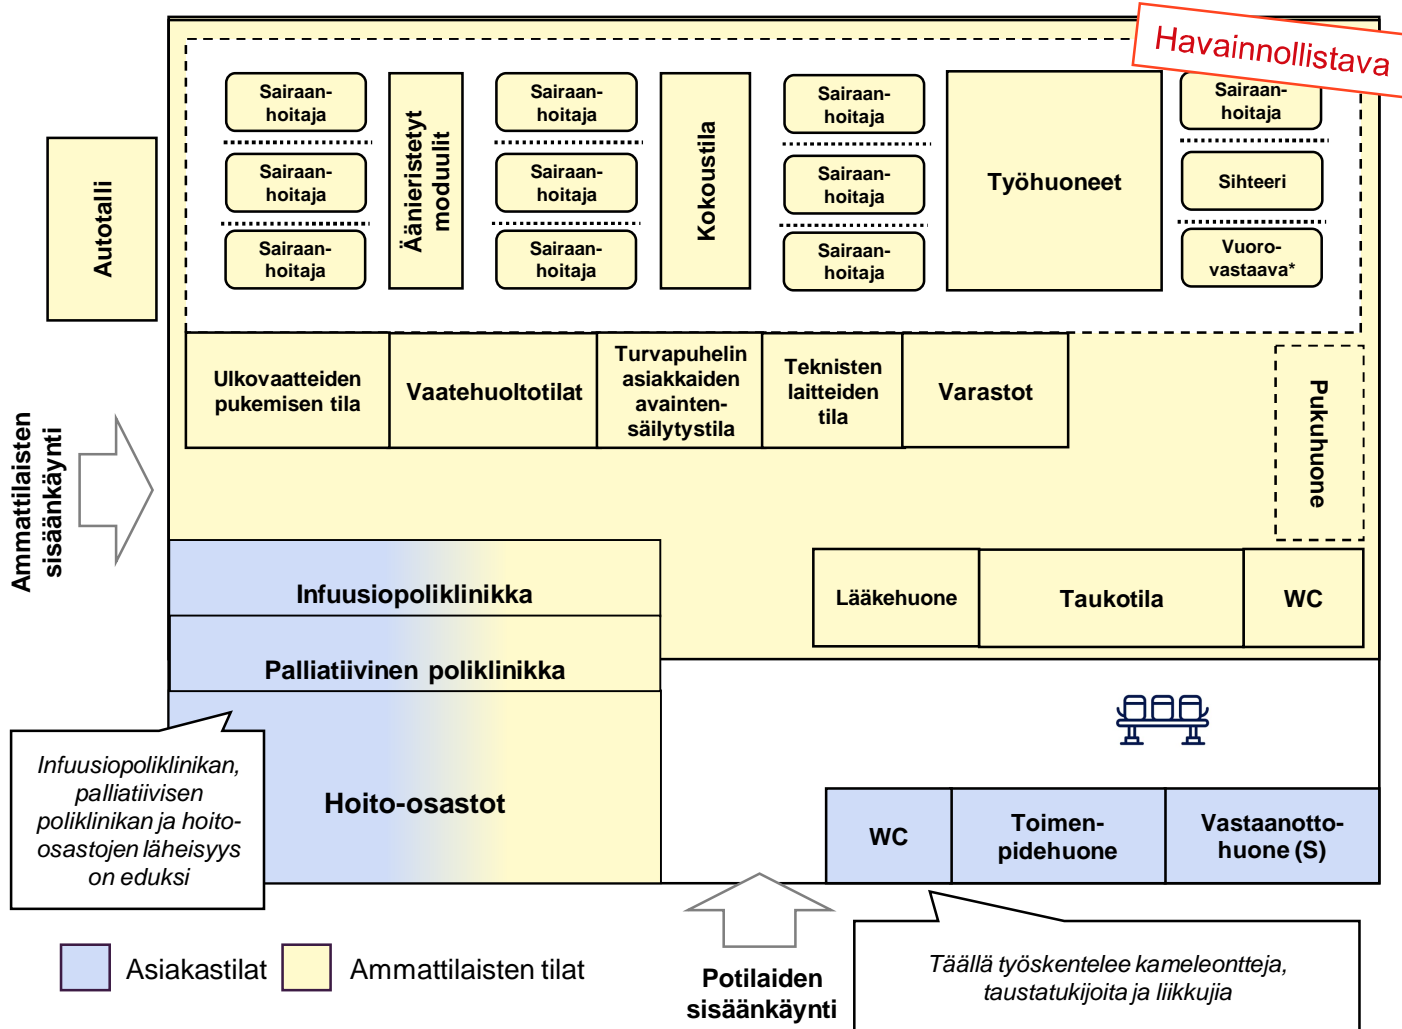 Havainnollistava
Sairaan-
hoitaja
Sairaan-
hoitaja
Sairaan-
hoitaja
Äänieristetyt
moduulit
Sairaan-
hoitaja
Sairaan-
hoitaja
Sairaan-
hoitaja
Kokoustila
Sairaan-
hoitaja
Sairaan-
hoitaja
Sairaan-
hoitaja
Työhuoneet
Sairaan-
hoitaja
Sihteeri
Vuoro-
vastaava*
Autotalli
Ulkovaatteiden
pukemisen tila
Vaatehuoltotilat
Turvapuhelin
asiakkaiden
avainten-
säilytystila
Teknisten
laitteiden
tila
Varastot
Pukuhuone
Ammattilaisten
sisäänkäynti
Infuusiopoliklinikka
Palliatiivinen poliklinikka
Hoito-osastot
Lääkehuone
Taukotila
WC
Infuusiopoliklinikan,
palliatiivisen
poliklinikan ja hoito-
osastojen läheisyys
on eduksi
WC
Toimen-
pidehuone
Vastaanotto-
huone (S)
Asiakastilat
Ammattilaisten tilat
Potilaiden
sisäänkäynti
Täällä työskentelee kameleontteja,
taustatukijoita ja liikkujia